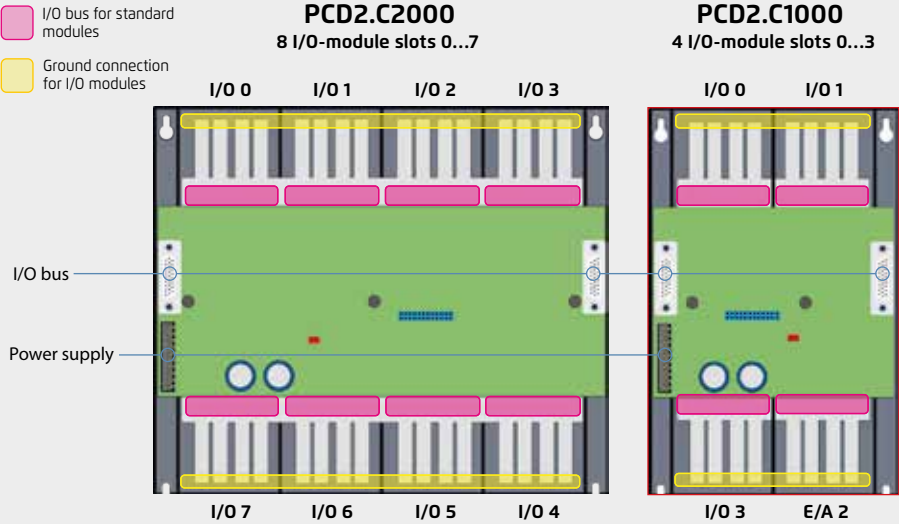 I/O bus for standard
modules
Ground connection
for I/O modules
PCD2.C2000
8 I/O-module slots 0...7
I/O 0 I/O 1 I/O 2 I/O 3
PCD2.C1000
4 I/O-module slots 0...3
I/O 0 I/O 1
I/O bus
Power supply
I/O 7 I/O 6 I/O 5 I/O 4
I/O 3 E/A 2